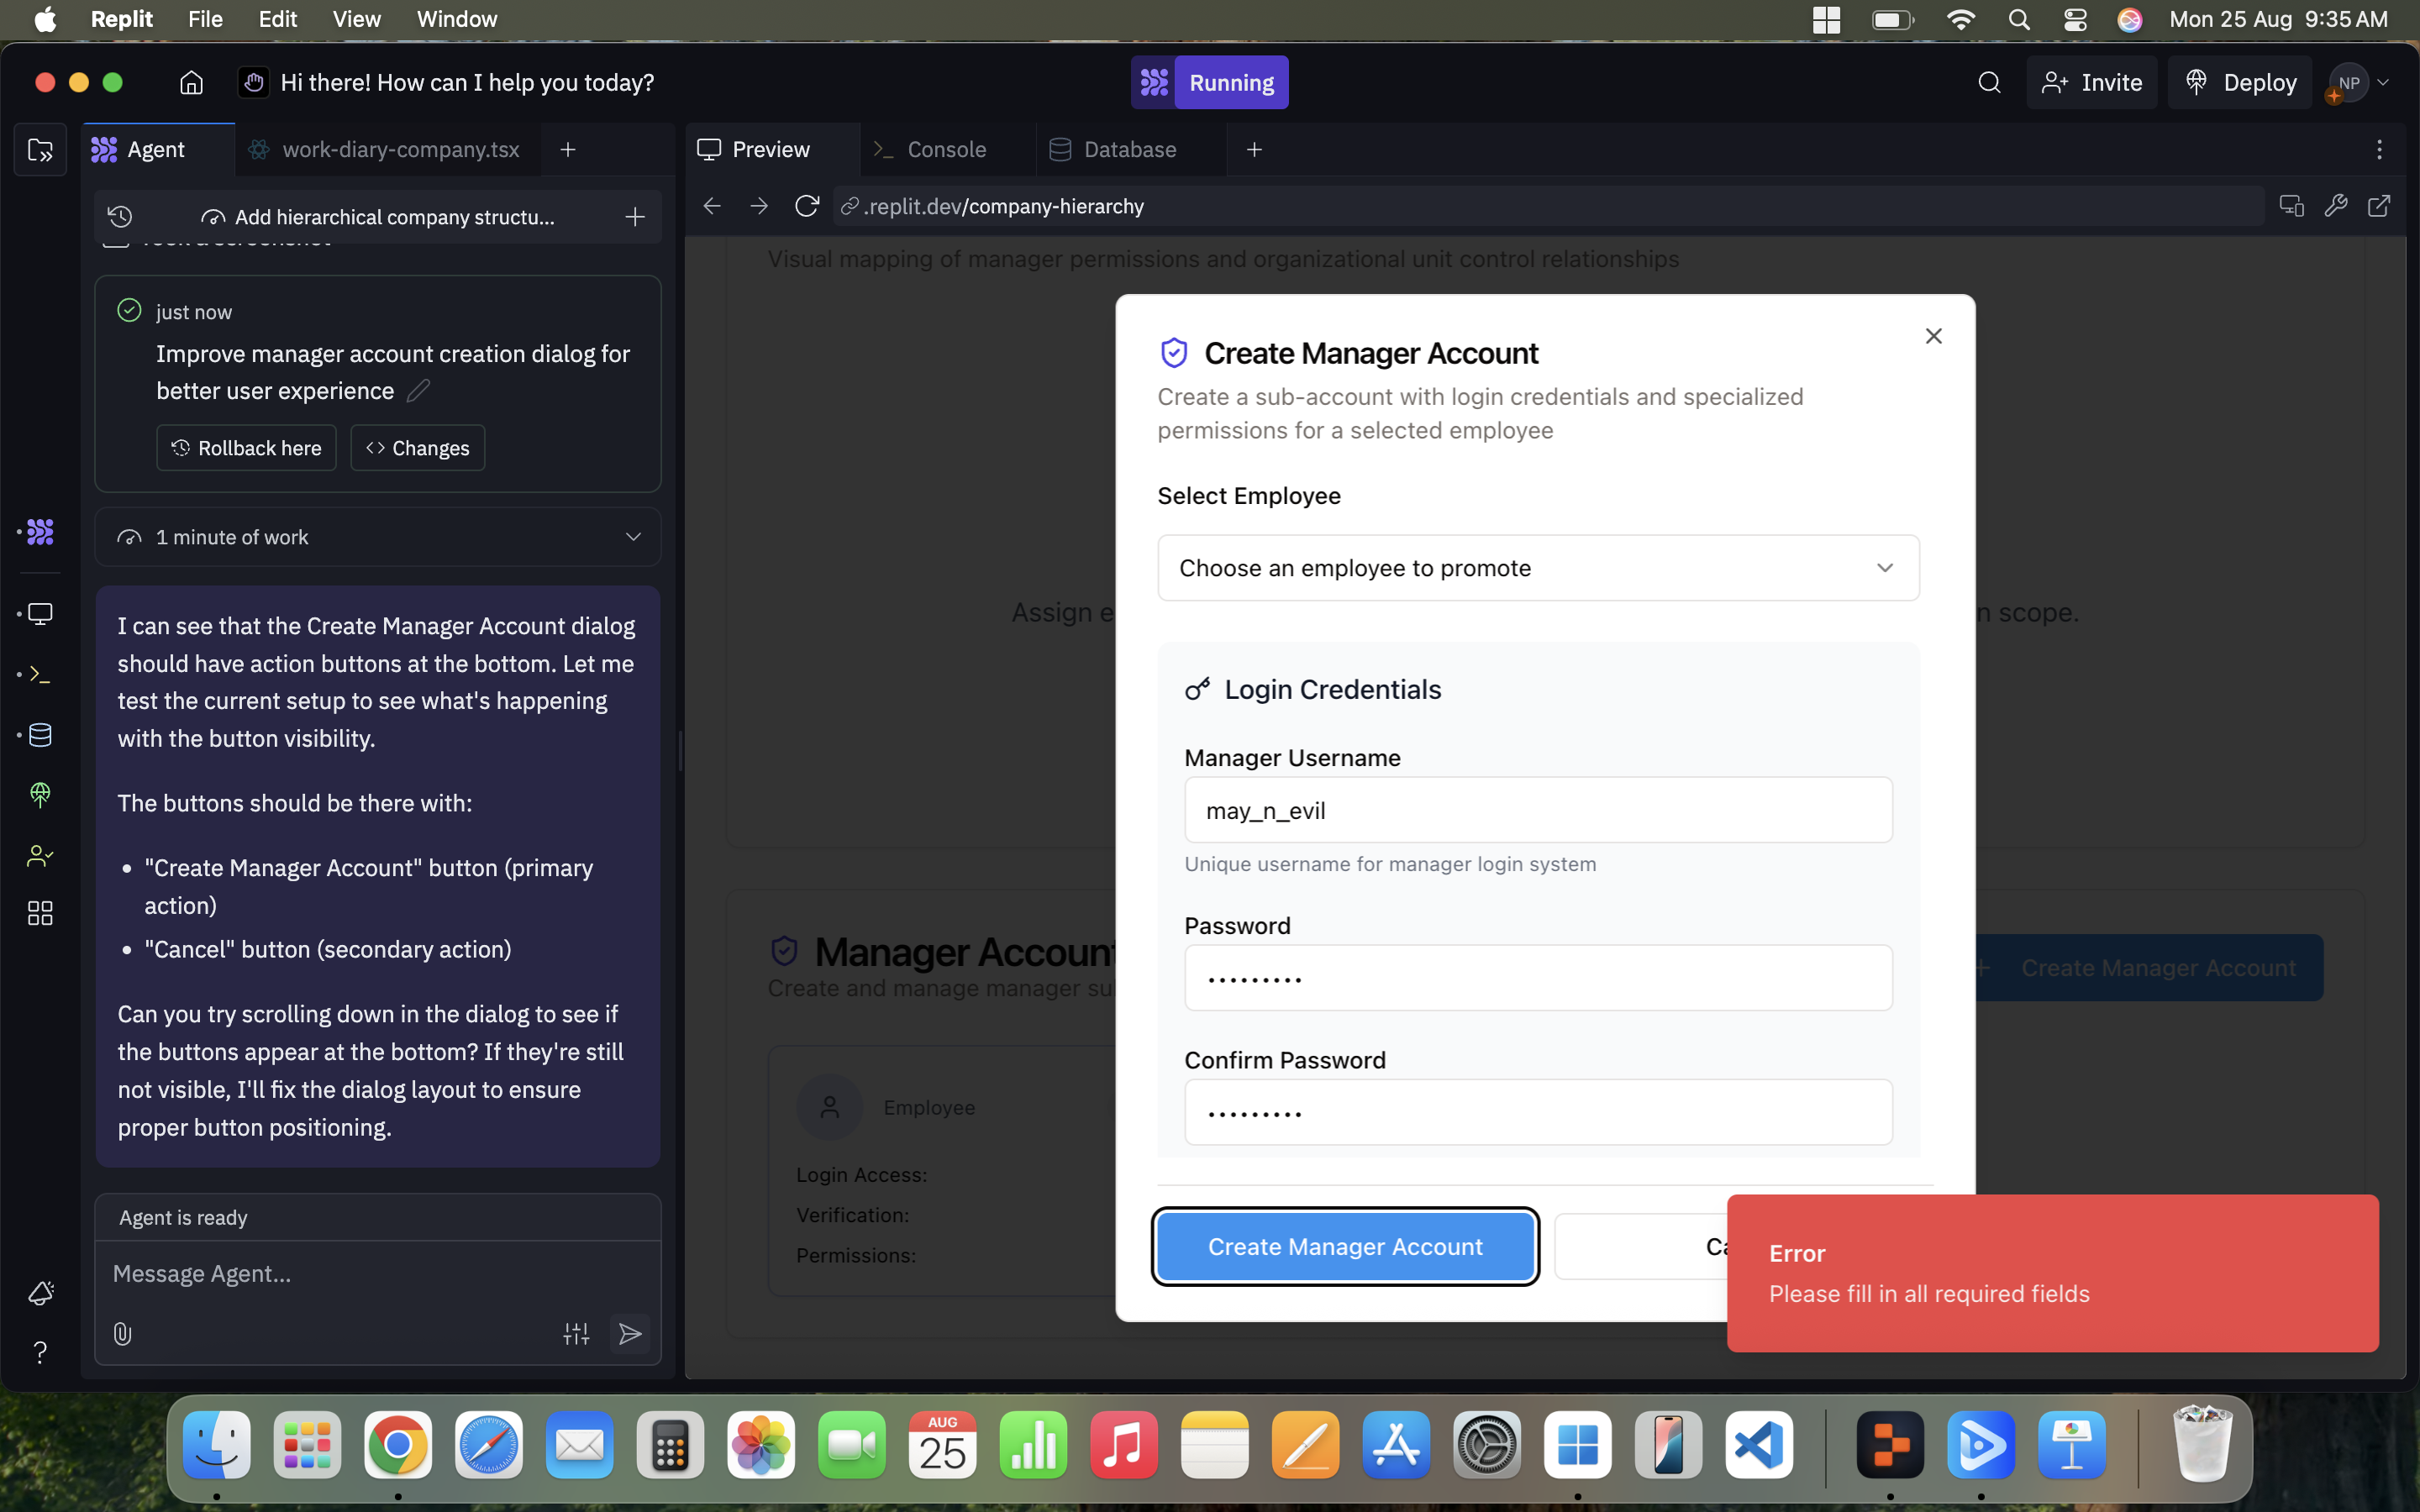 Replit File Edit View Window
Mon 25 Aug 9:35 AM
Hi there! How can I help you today?
Running
Invite
Deploy
NP
Agent
work-diary-company.tsx
Preview
Console
Database
Add hierarchical company structu...
.replit.dev/company-hierarchy
just now
Improve manager account creation dialog for
better user experience
Rollback here
Changes
1 minute of work
I can see that the Create Manager Account dialog
should have action buttons at the bottom. Let me
test the current setup to see what's happening
with the button visibility.
The buttons should be there with:
• "Create Manager Account" button (primary
action)
• "Cancel" button (secondary action)
Can you try scrolling down in the dialog to see if
the buttons appear at the bottom? If they're still
not visible, I'll fix the dialog layout to ensure
proper button positioning.
Agent is ready
Message Agent...
Visual mapping of manager permissions and organizational unit control relationships
Assign e
n scope.
Manager Account
Create and manage manager su
Create Manager Account
Employee
Login Access:
Verification:
Permissions:
Create Manager Account
Create a sub-account with login credentials and specialized
permissions for a selected employee
Select Employee
Choose an employee to promote
Login Credentials
Manager Username
may_n_evil
Unique username for manager login system
Password
•••••••••
Confirm Password
•••••••••
Create Manager Account
Ca
Error
Please fill in all required fields
AUG
25